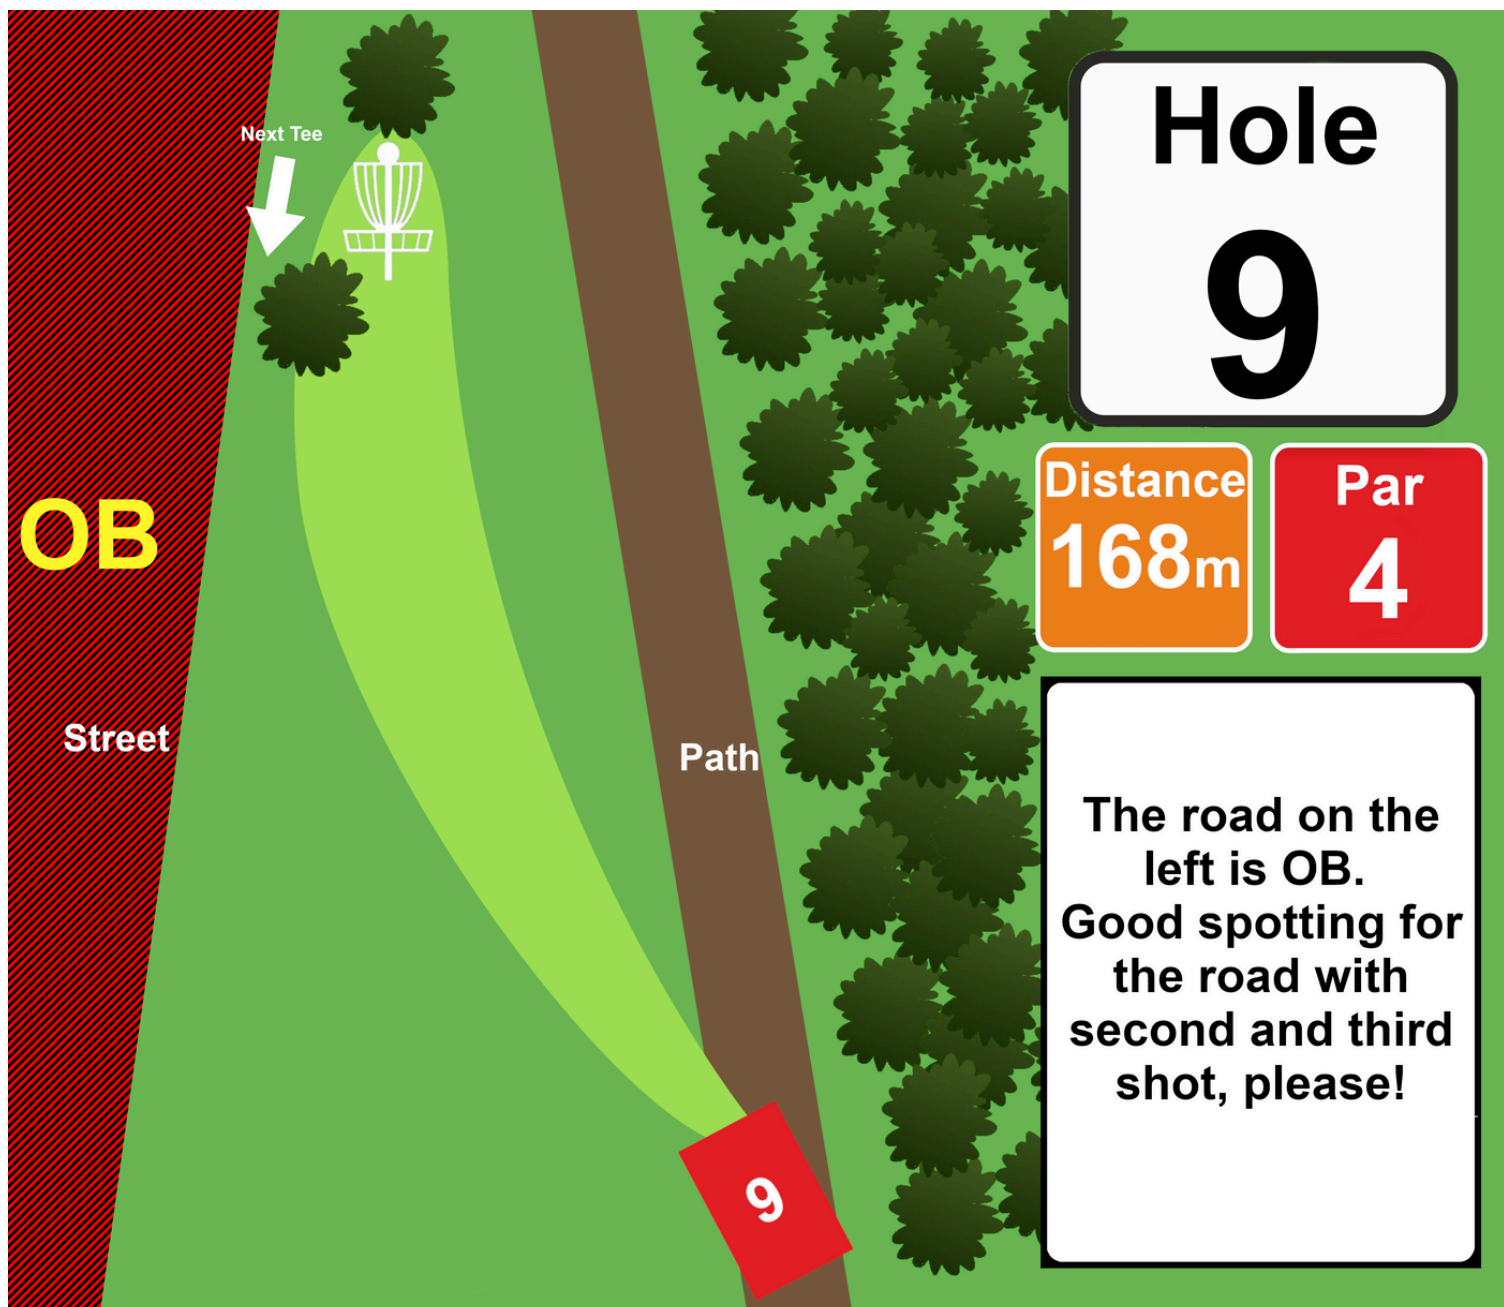 Next Tee
Hole
9
Distance
168m
Par
4
OB
Street
Path
The road on the
left is OB.
Good spotting for
the road with
second and third
shot, please!
9